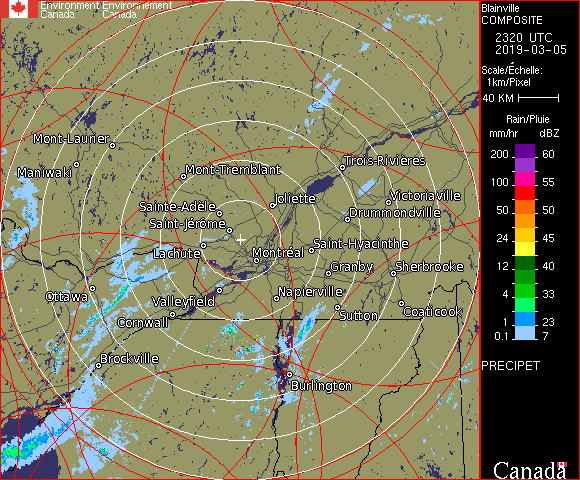 Environment Environnement
Canada Canada
Blainville
COMPOSITE
2320 UTC
2019-03-05
Scale/Échelle:
1km/Pixel
40 KM
Rain/Pluie
mm/hr dBZ
200 60
100 55
50 50
24 45
12 40
4 33
1 23
0.1 7
PRECIPET
Canada
Mont-Laurier
Maniwaki
Mont-Tremblant
Trois-Rivières
Joliette
Victoriaville
Sainte-Adele
Drummondville
Saint-Jérôme
Saint-Hyacinthe
Lachute
Montréal
Granby
Sherbrooke
Ottawa
Valleyfield
Napierville
Cornwall
Sutton
Coaticook
Brockville
Burlington